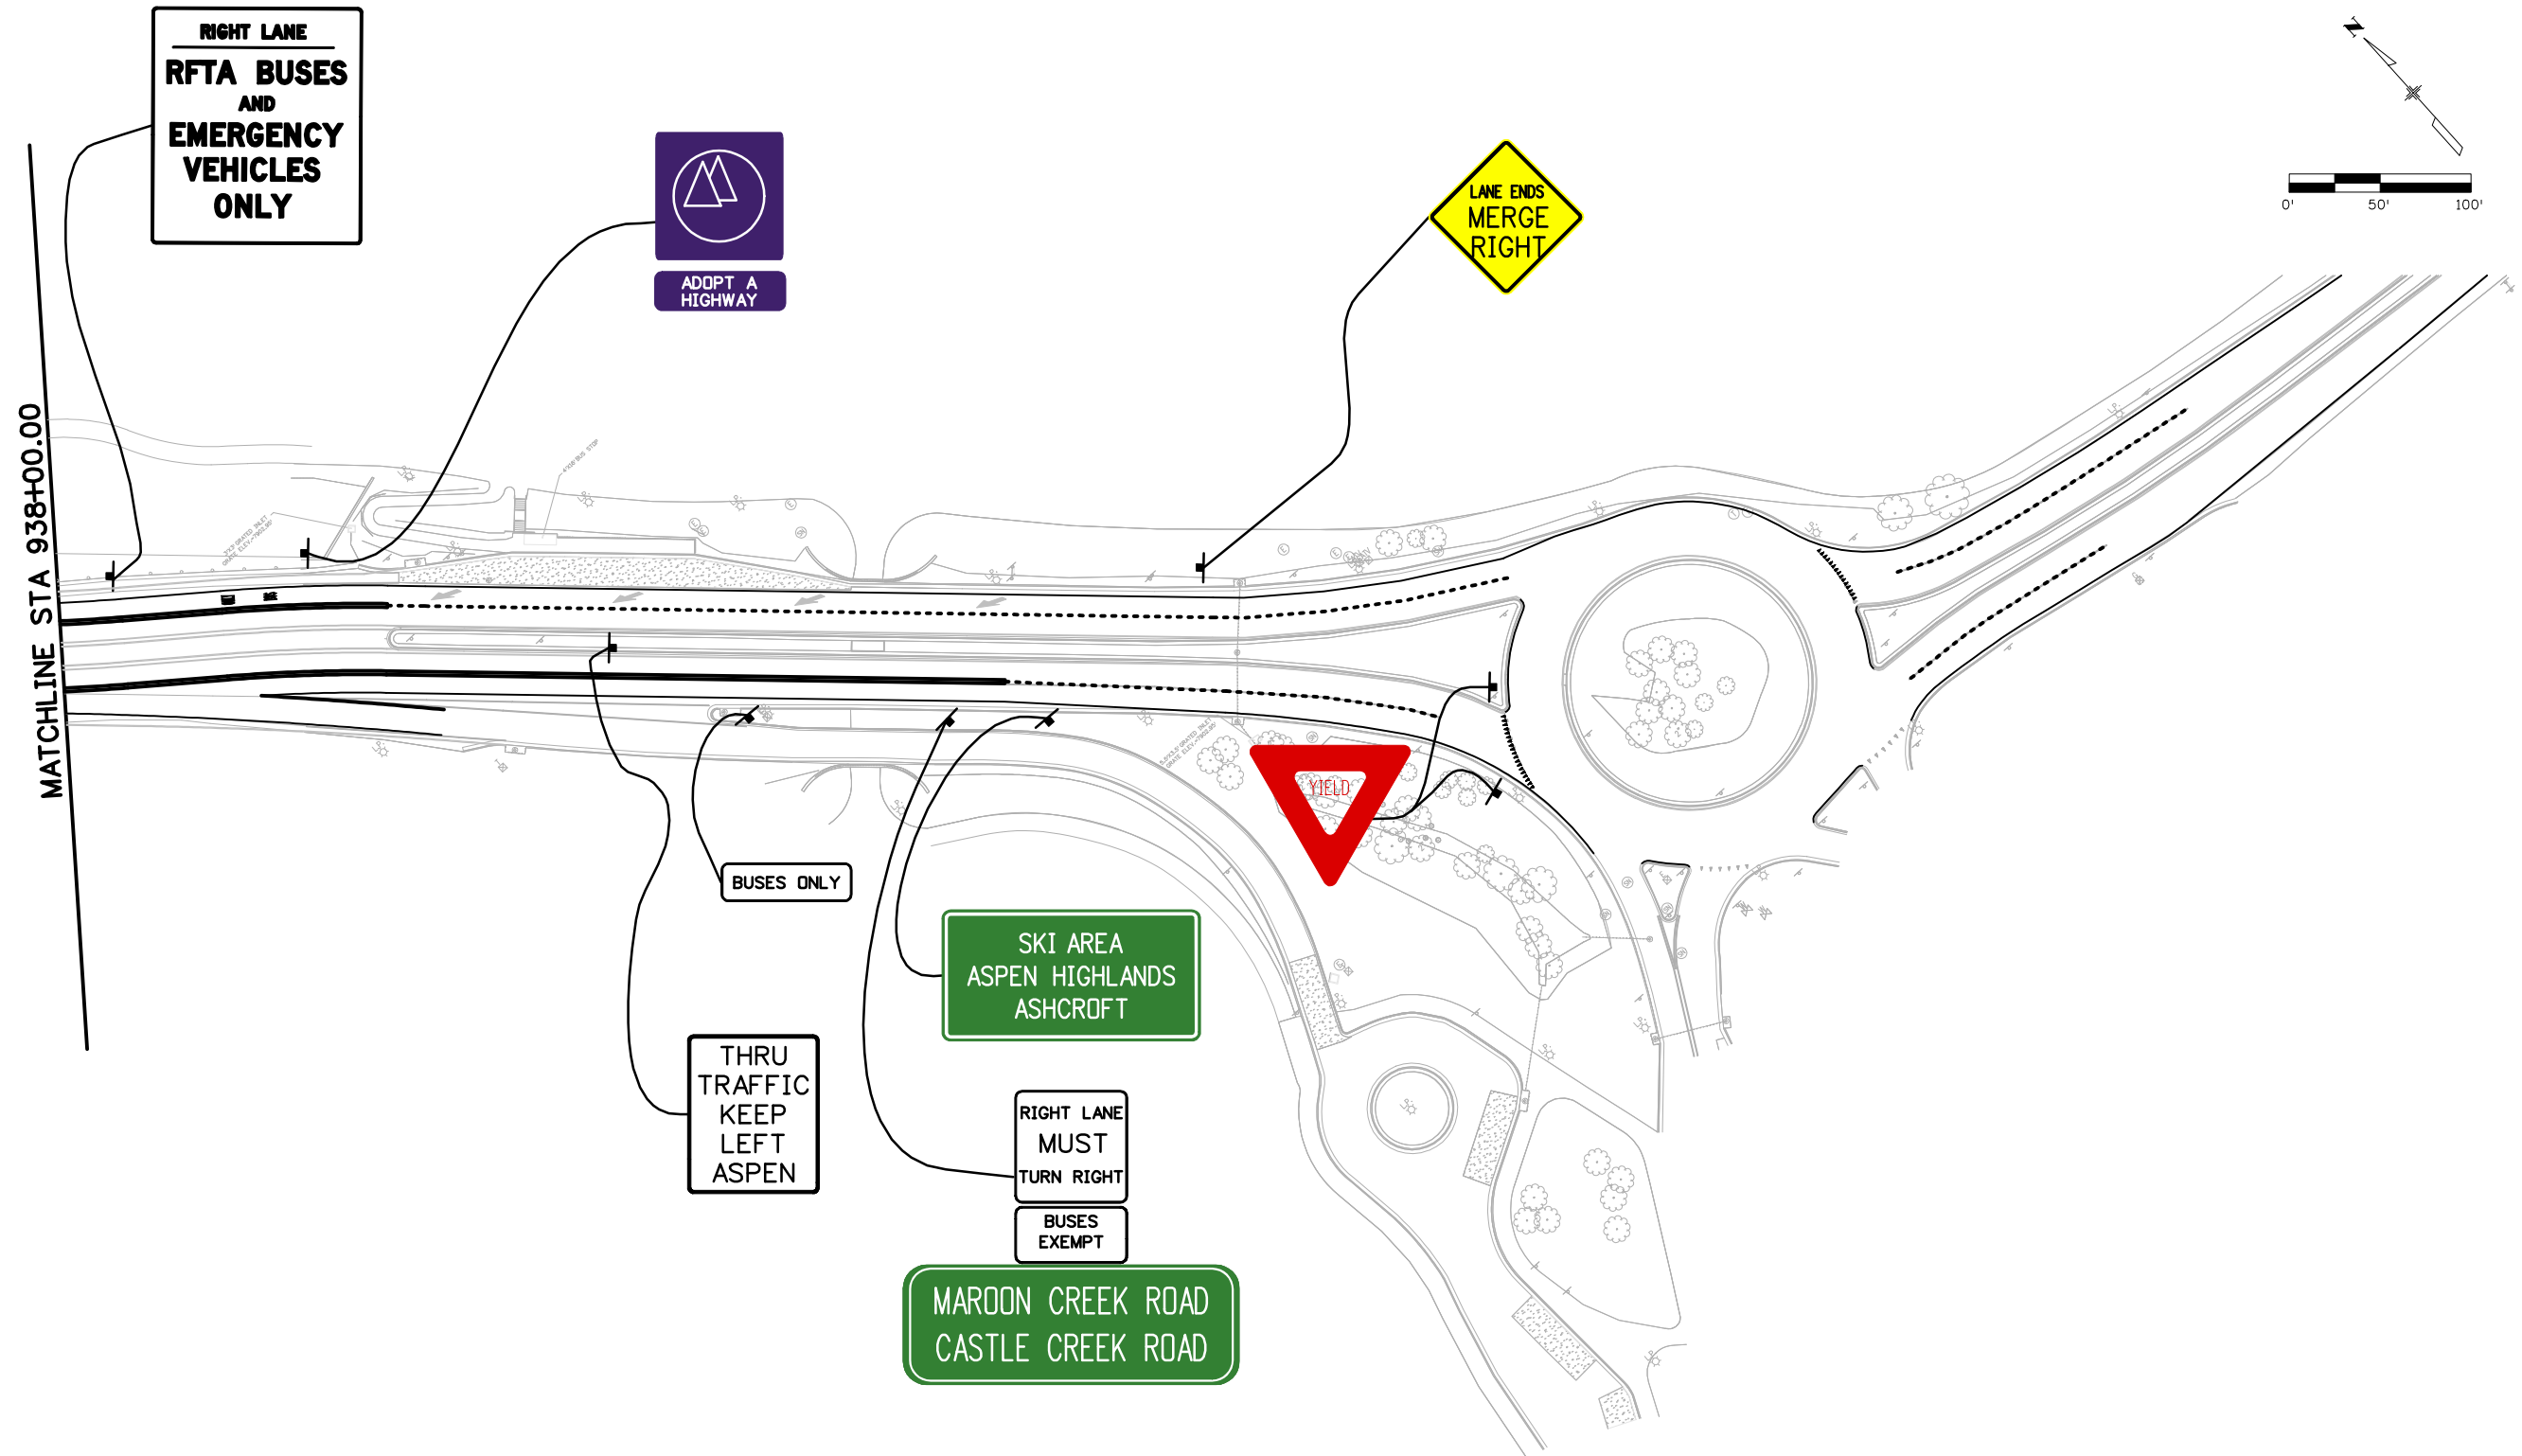 RIGHT LANE
RFTA BUSES
AND
EMERGENCY
VEHICLES
ONLY
ADOPT A
HIGHWAY
LANE ENDS
MERGE
RIGHT
N
0' 50' 100'
MATCHLINE STA 938+00.00
YIELD
BUSES ONLY
SKI AREA
ASPEN HIGHLANDS
ASHCROFT
THRU
TRAFFIC
KEEP
LEFT
ASPEN
RIGHT LANE
MUST
TURN RIGHT
BUSES
EXEMPT
MAROON CREEK ROAD
CASTLE CREEK ROAD